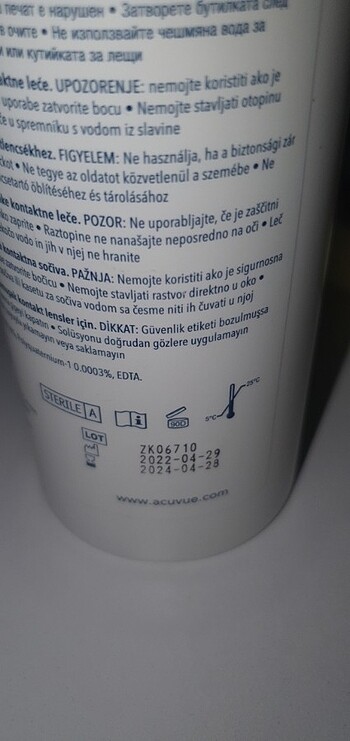 печат е нарушен • Затворете бутилката след
очите • Не използвайте чешмяна вода за
или кутийката за лещи
leće. UPOZORENJE: nemojte koristiti ako je
uporabe zatvorite bocu • Nemojte stavljati otopinu
u spremniku s vodom iz slavine
FIGYELEM: Ne használja, ha a biztonsági zár
• Ne tegye az oldatot közvetlenül a szemébe • Ne
öblítéséhez és tárolásához
kontaktne leče. POZOR: Ne uporabljajte, če je zaščitni
zaprite • Raztopine ne nanašajte neposredno na oči • Leč
vodo in jih v njej ne hranite
kontaktna sočiva. PAŽNJA: Nemojte koristiti ako je sigurnosna
bočicu • Nemojte stavljati rastvor direktno u oko •
ili kasetu za sočiva vodom sa česme niti ih čuvati u njoj
kontakt lensler için. DİKKAT: Güvenlik etiketi bozulmuşsa
kapatın • Solüsyonu doğrudan gözlere uygulamayın
yıkamayın veya saklamayın
0.0003%, EDTA.
STERILE A
90D
5°C
25°C
LOT
ZK06710
2022-04-29
2024-04-28
www.acuvue.com